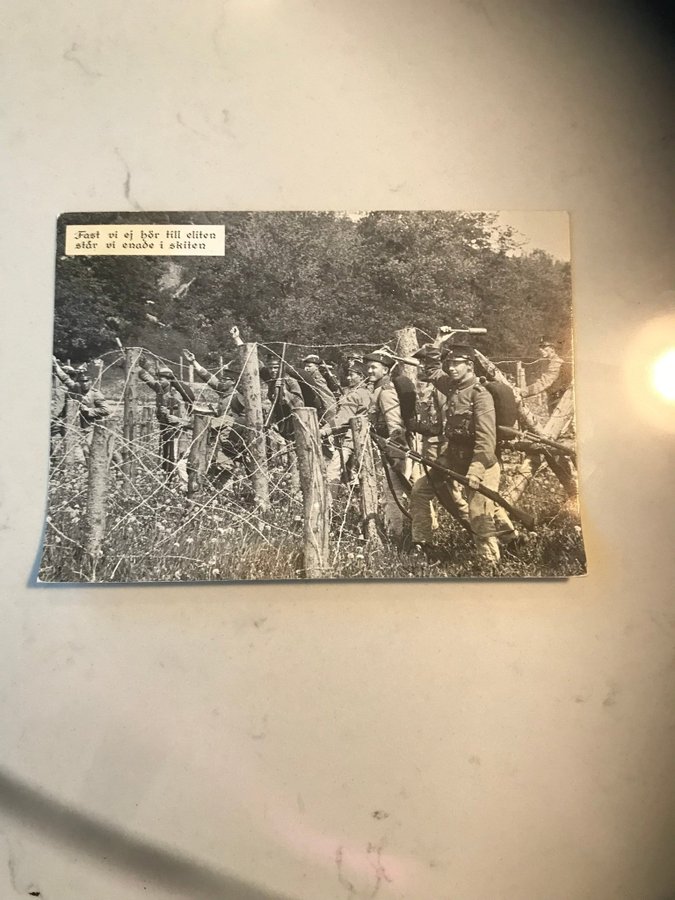 Fast vi ej hör till eliten
står vi enade i skiten